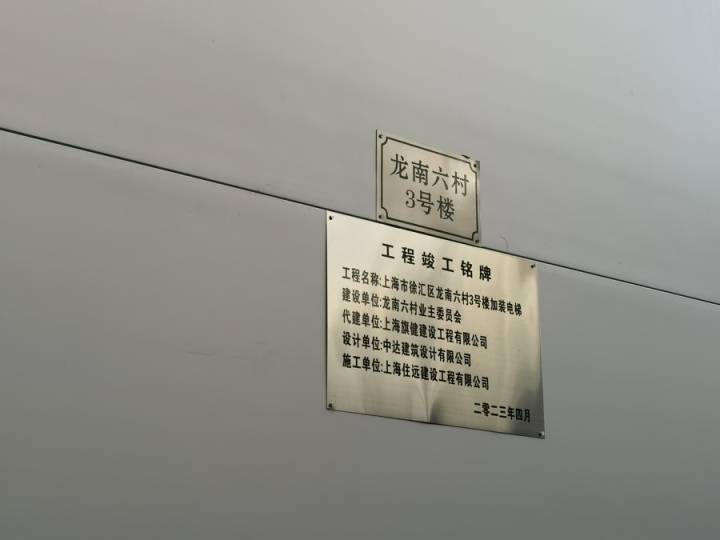 龙南六村
3号楼
工程竣工铭牌
工程名称:上海市徐汇区龙南六村3号楼加装电梯
建设单位:龙南六村业主委员会
代建单位:上海旗健建设工程有限公司
设计单位:中达建筑设计有限公司
施工单位:上海住远建设工程有限公司
二零二三年四月